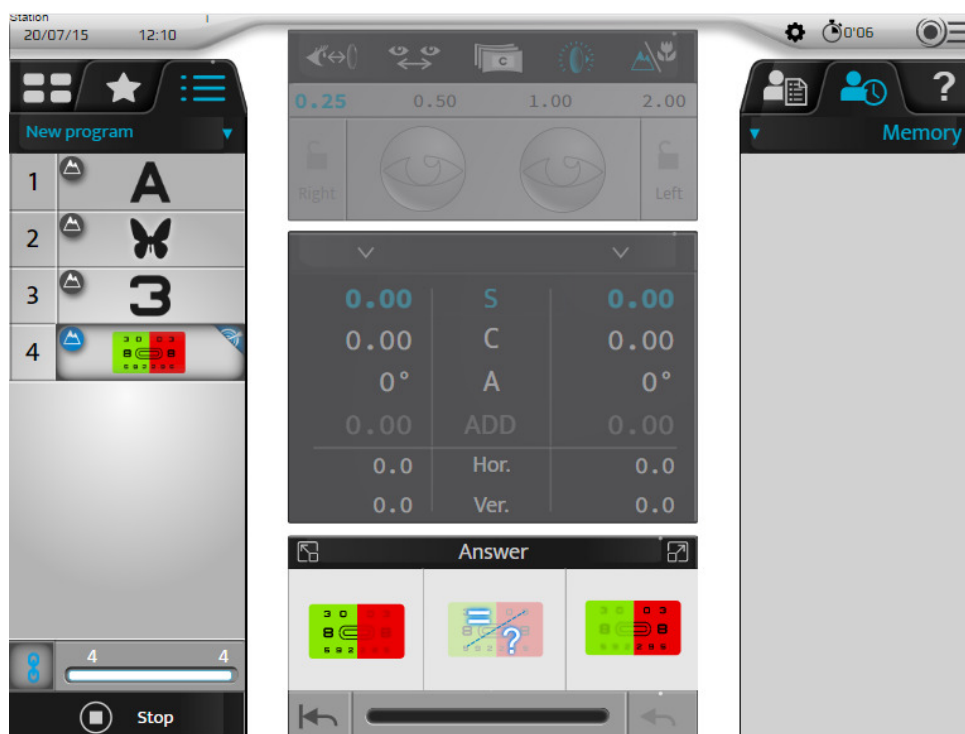 Station
20/07/15 12:10 0'06
C
0.25 0.50 1.00 2.00
New program Memory
?
Right Left
1 A
2
3 3
4
0.00 S 0.00
0.00 C 0.00
0° A 0°
0.00 ADD 0.00
0.0 Hor. 0.0
0.0 Ver. 0.0
Answer
= ?
4 4
Stop